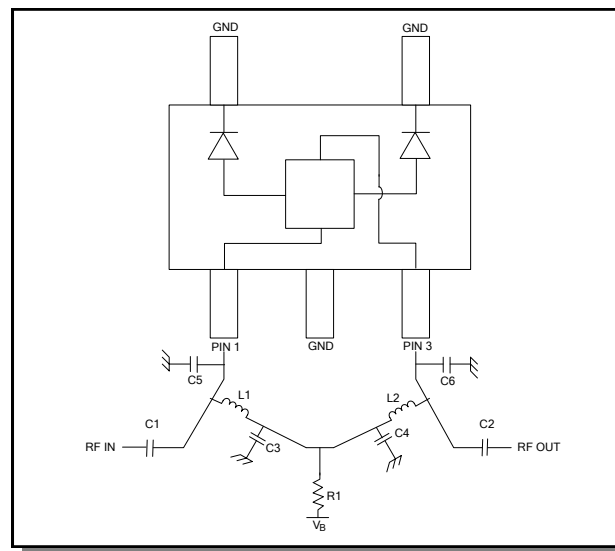 GND GND
PIN 1 GND PIN 3
C5 C6
L1 L2
C1 C3 C4 C2
RF IN RF OUT
R1
VB